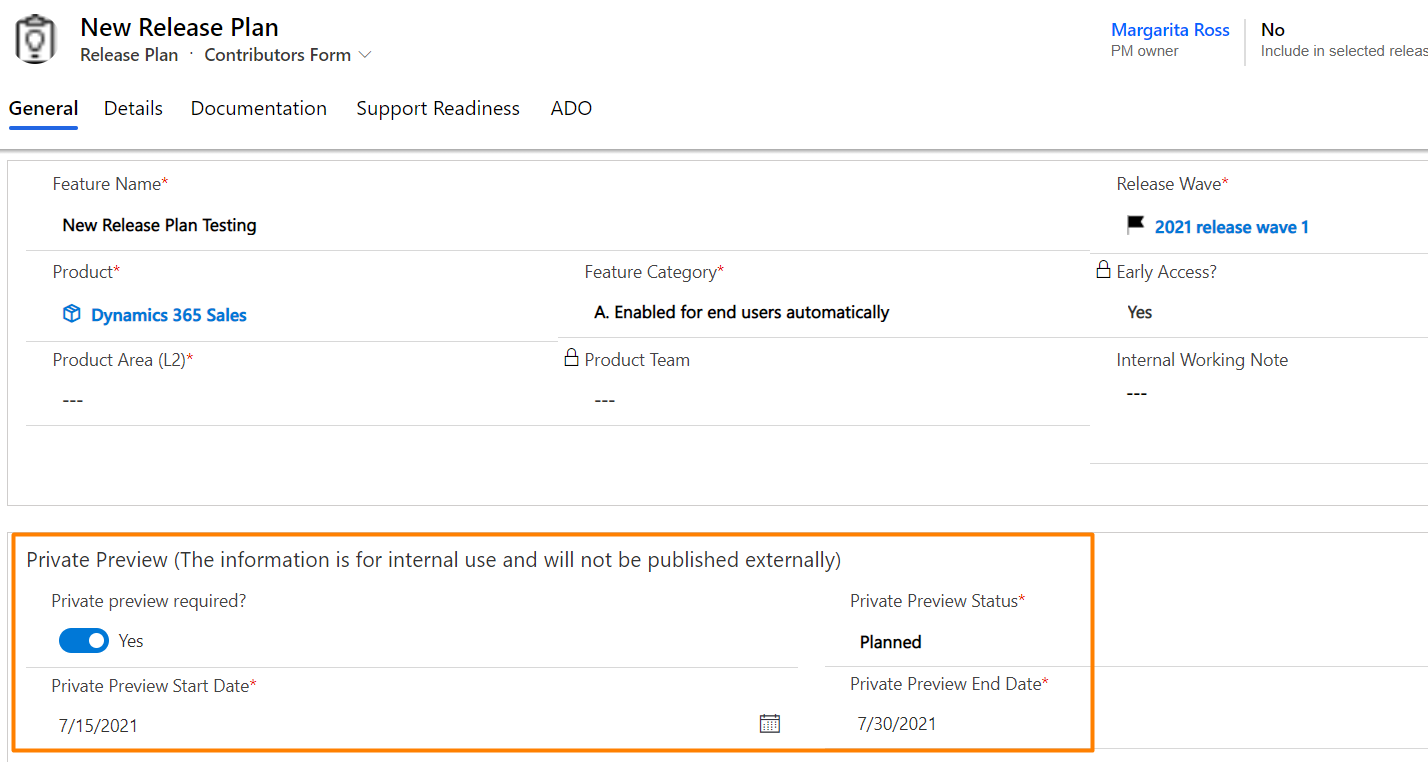 New Release Plan
Release Plan · Contributors Form
Margarita Ross
PM owner
No
Include in selected releas
General Details Documentation Support Readiness ADO
Feature Name*
New Release Plan Testing
Release Wave*
2021 release wave 1
Product*
Dynamics 365 Sales
Feature Category*
A. Enabled for end users automatically
Early Access?
Yes
Product Area (L2)*
---
Product Team
---
Internal Working Note
---
Private Preview (The information is for internal use and will not be published externally)
Private preview required?
Yes
Private Preview Status*
Planned
Private Preview Start Date*
7/15/2021
Private Preview End Date*
7/30/2021